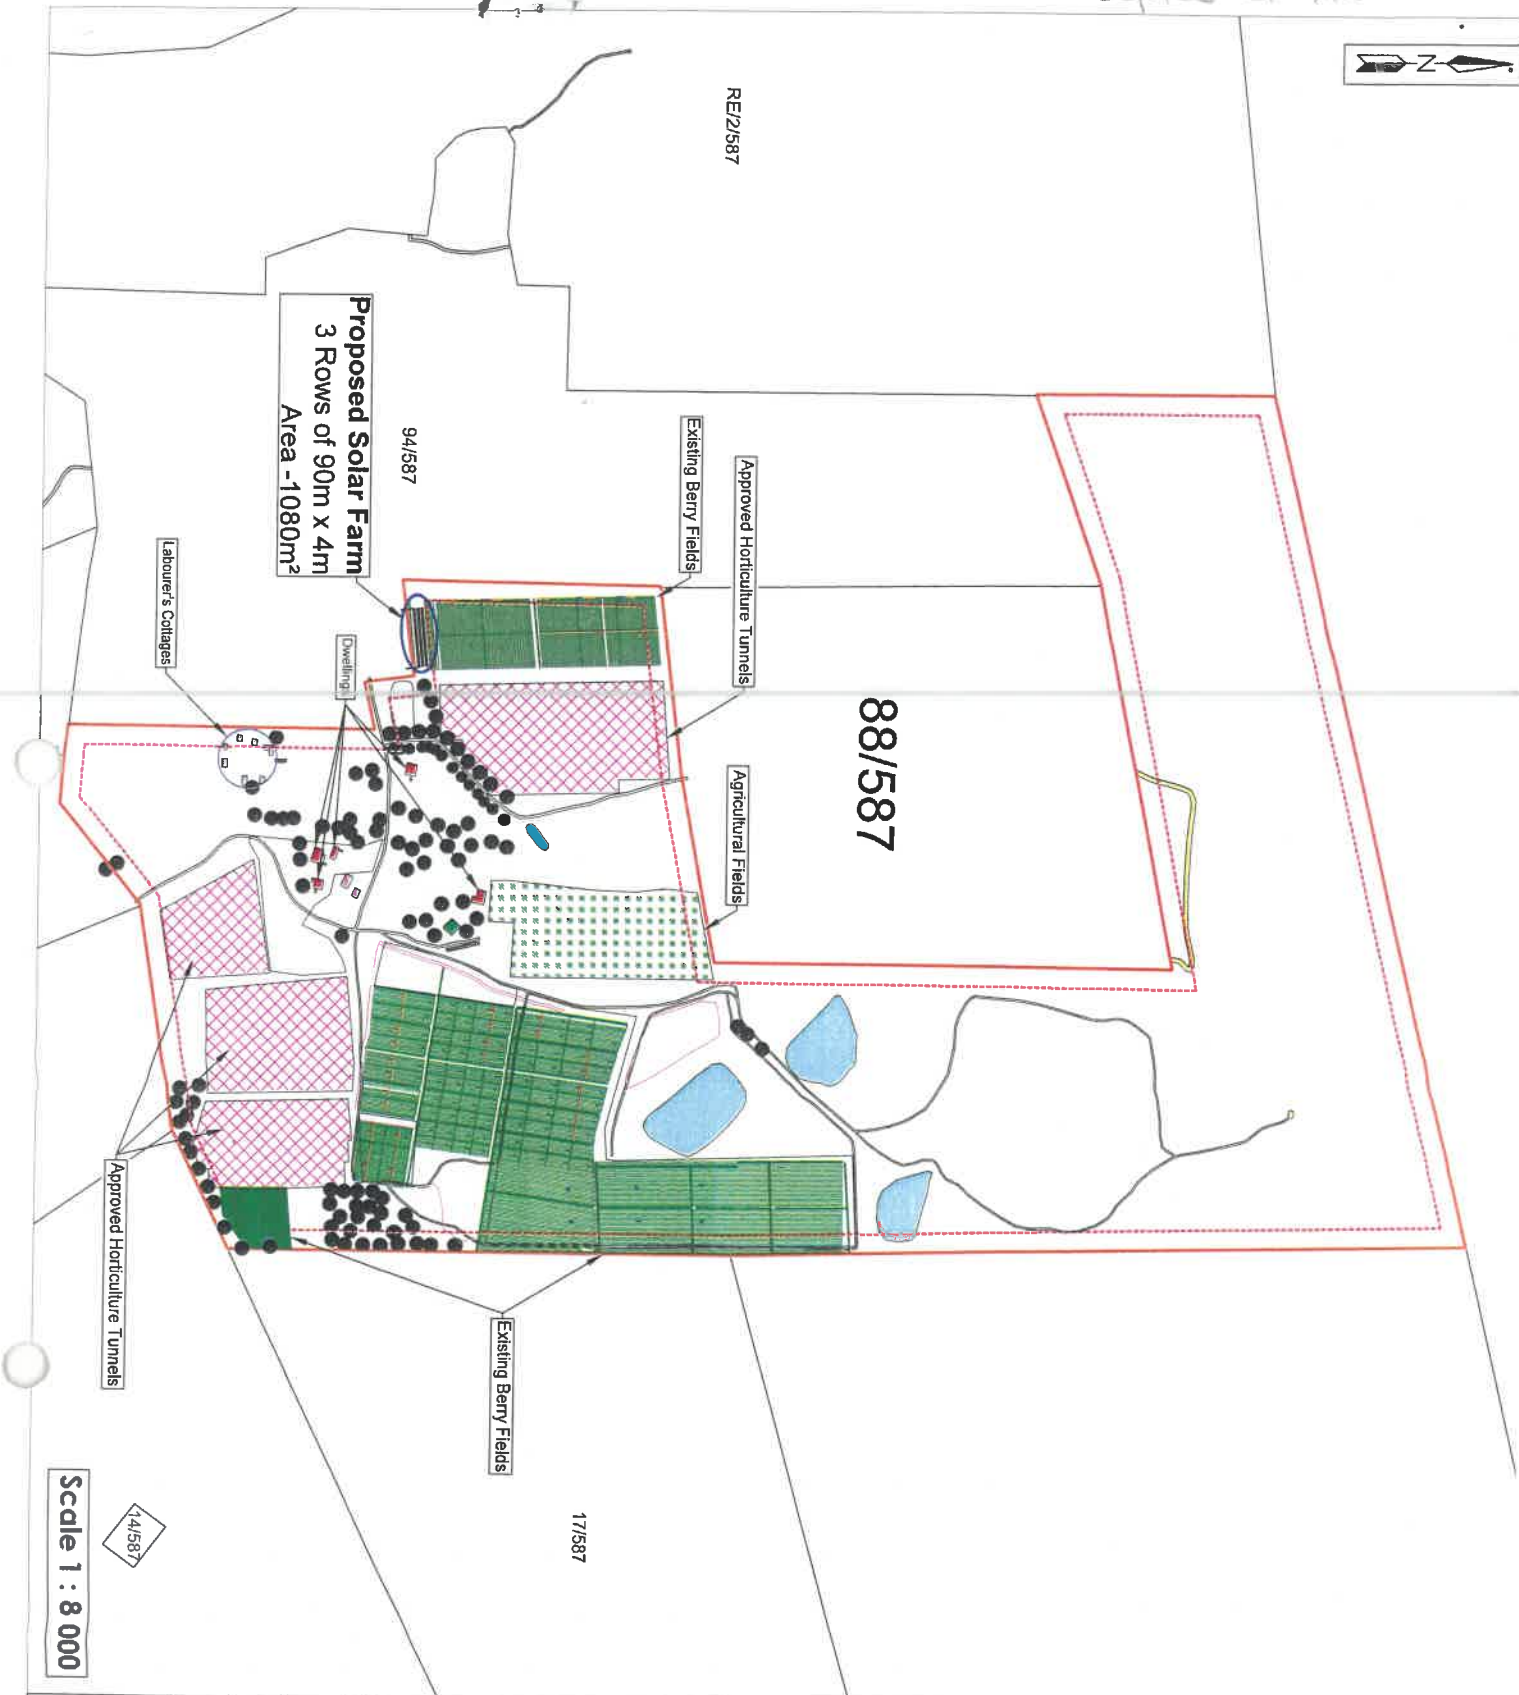 N
RE/2/587
Proposed Solar Farm
3 Rows of 90m x 4m
Area -1080m²
94/587
Existing Berry Fields
Approved Horticulture Tunnels
Labourer's Cottages
Dwelling
88/587
Agricultural Fields
Approved Horticulture Tunnels
Existing Berry Fields
17/587
14/587
Scale 1 : 8 000